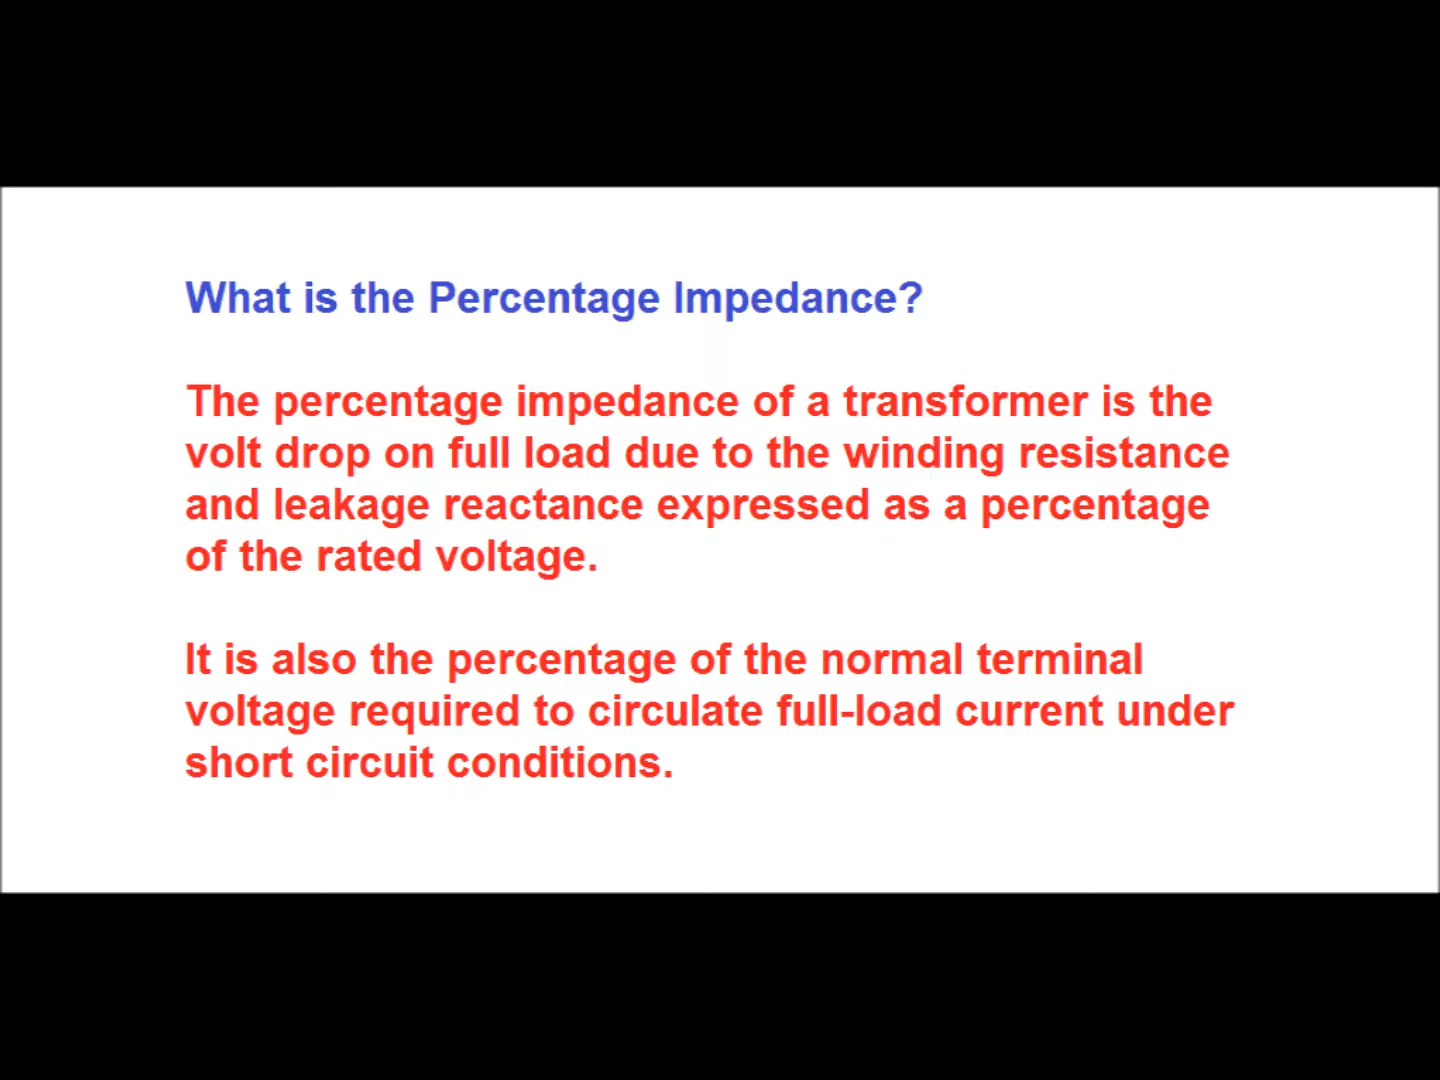 What is the Percentage Impedance?
The percentage impedance of a transformer is the
volt drop on full load due to the winding resistance
and leakage reactance expressed as a percentage
of the rated voltage.
It is also the percentage of the normal terminal
voltage required to circulate full-load current under
short circuit conditions.